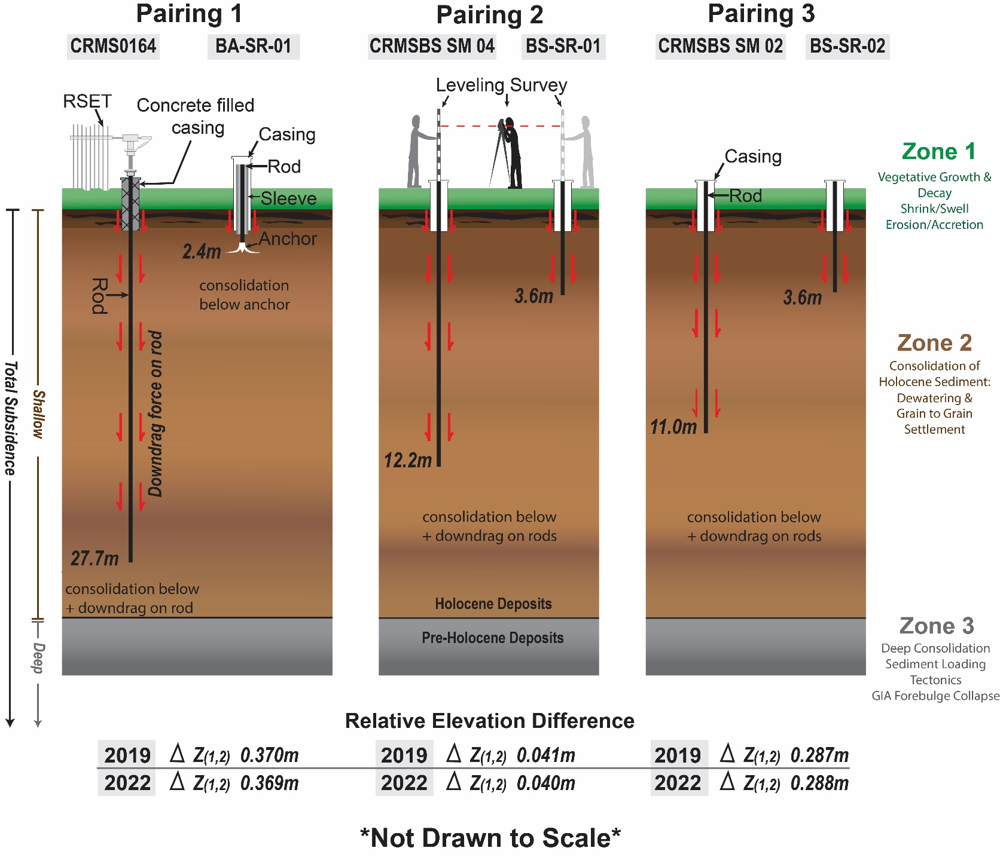 Pairing 1
Pairing 2
Pairing 3
CRMS0164
BA-SR-01
CRMSBS SM 04
BS-SR-01
CRMSBS SM 02
BS-SR-02
RSET
Concrete filled
casing
Casing
Rod
Sleeve
Anchor
2.4m
consolidation
below anchor
Rod
Downdrag force on rod
27.7m
consolidation below
+ downdrag on rod
Leveling Survey
3.6m
12.2m
consolidation below
+ downdrag on rods
Holocene Deposits
Pre-Holocene Deposits
Casing
Rod
3.6m
11.0m
consolidation below
+ downdrag on rods
Total Subsidence
Shallow
Deep
Zone 1
Vegetative Growth &
Decay
Shrink/Swell
Erosion/Accretion
Zone 2
Consolidation of
Holocene Sediment:
Dewatering &
Grain to Grain
Settlement
Zone 3
Deep Consolidation
Sediment Loading
Tectonics
GIA Forebulge Collapse
Relative Elevation Difference
2019 Δ Z(1,2) 0.370m
2022 Δ Z(1,2) 0.369m
2019 Δ Z(1,2) 0.041m
2022 Δ Z(1,2) 0.040m
2019 Δ Z(1,2) 0.287m
2022 Δ Z(1,2) 0.288m
*Not Drawn to Scale*